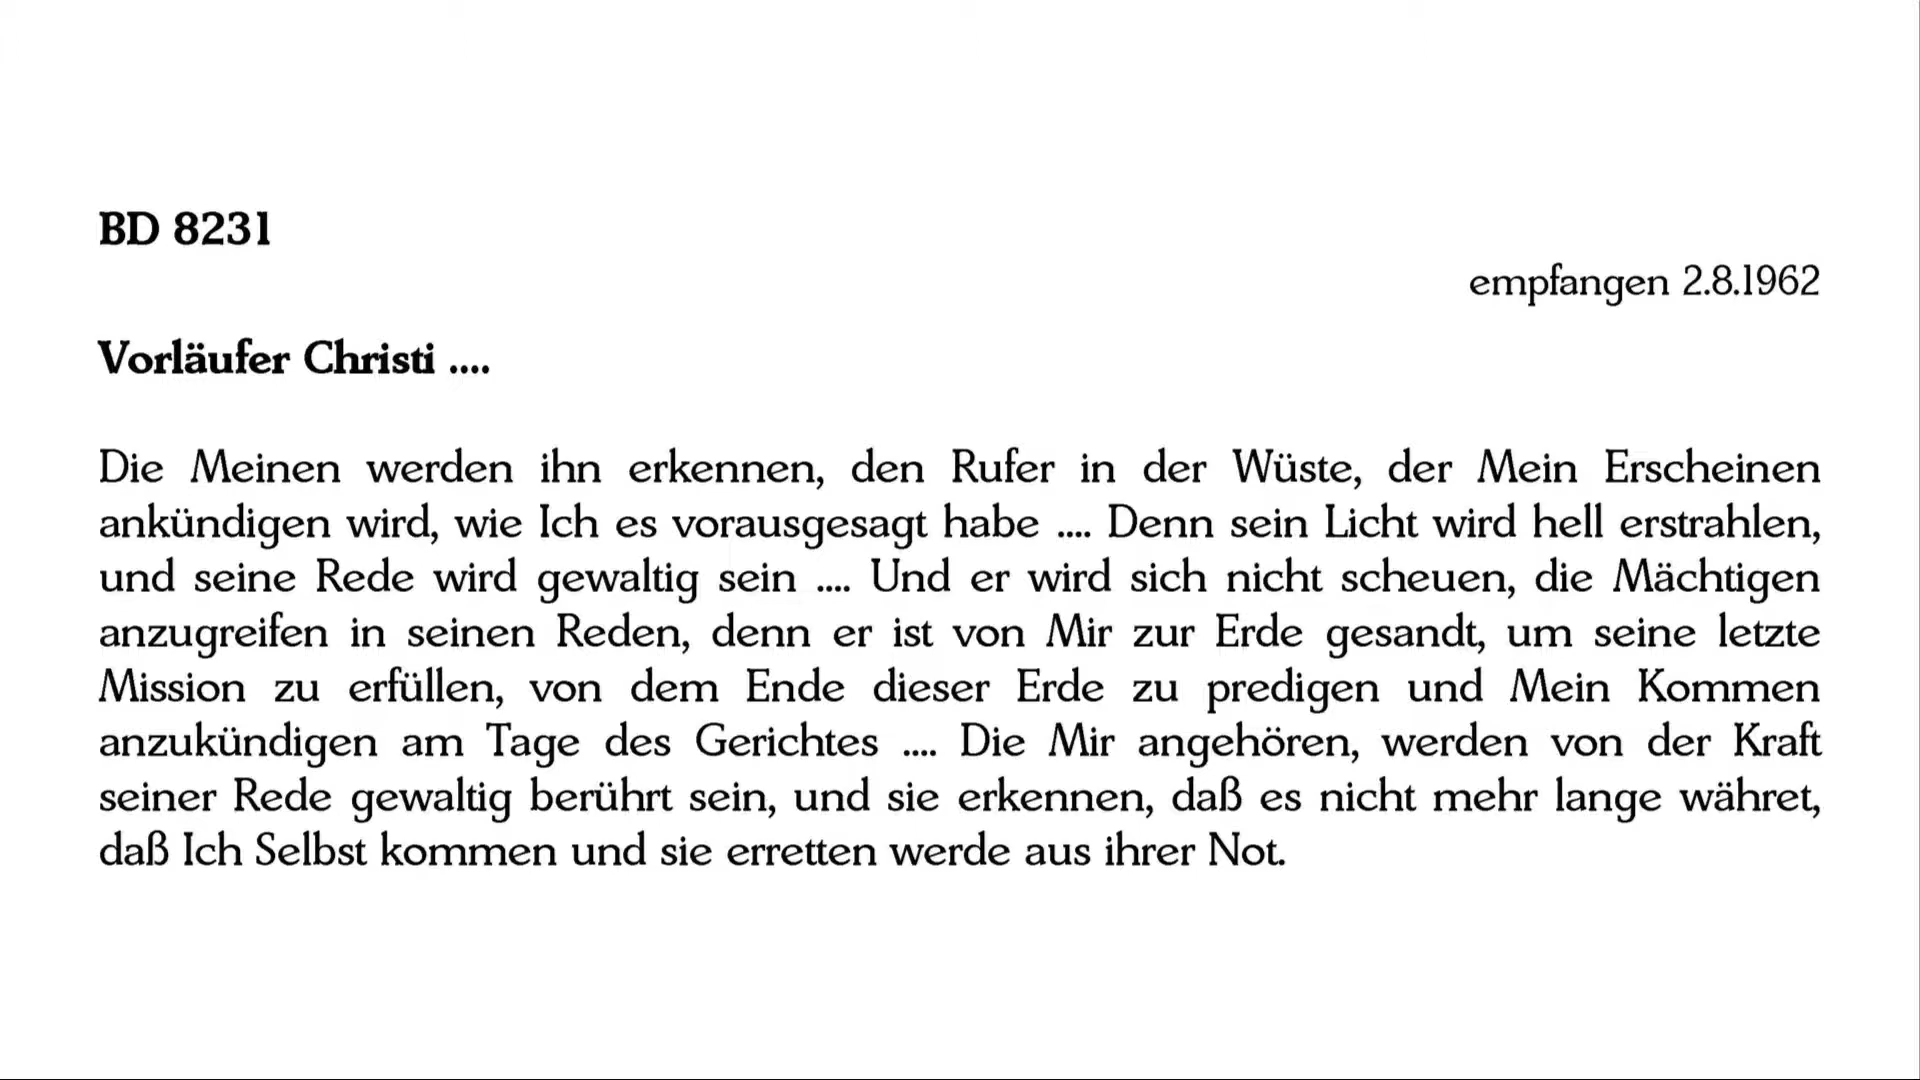 BD 8231
empfangen 2.8.1962
Vorläufer Christi ....
Die Meinen werden ihn erkennen, den Rufer in der Wüste, der Mein Erscheinen
ankündigen wird, wie Ich es vorausgesagt habe .... Denn sein Licht wird hell erstrahlen,
und seine Rede wird gewaltig sein .... Und er wird sich nicht scheuen, die Mächtigen
anzugreifen in seinen Reden, denn er ist von Mir zur Erde gesandt, um seine letzte
Mission zu erfüllen, von dem Ende dieser Erde zu predigen und Mein Kommen
anzukündigen am Tage des Gerichtes .... Die Mir angehören, werden von der Kraft
seiner Rede gewaltig berührt sein, und sie erkennen, daß es nicht mehr lange währet,
daß Ich Selbst kommen und sie erretten werde aus ihrer Not.